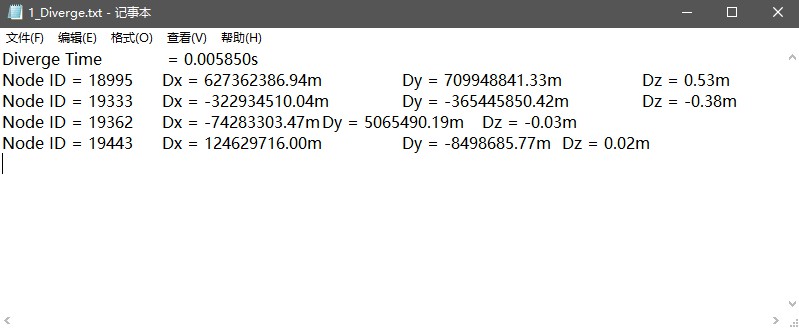 1_Diverge.txt - 记事本
文件(F) 编辑(E) 格式(O) 查看(V) 帮助(H)
Diverge Time = 0.005850s
Node ID = 18995 Dx = 627362386.94m Dy = 709948841.33m Dz = 0.53m
Node ID = 19333 Dx = -322934510.04m Dy = -365445850.42m Dz = -0.38m
Node ID = 19362 Dx = -74283303.47m Dy = 5065490.19m Dz = -0.03m
Node ID = 19443 Dx = 124629716.00m Dy = -8498685.77m Dz = 0.02m